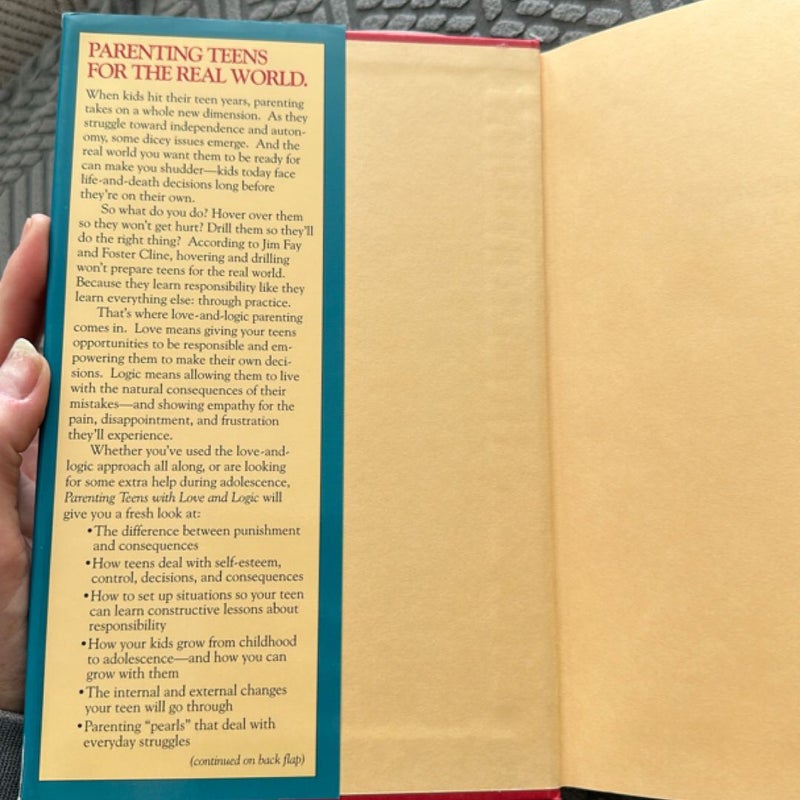 PARENTING TEENS
FOR THE REAL WORLD.
When kids hit their teen years, parenting
takes on a whole new dimension. As they
struggle toward independence and auton-
omy, some dicey issues emerge. And the
real world you want them to be ready for
can make you shudder—kids today face
life-and-death decisions long before
they're on their own.
So what do you do? Hover over them
so they won't get hurt? Drill them so they'll
do the right thing? According to Jim Fay
and Foster Cline, hovering and drilling
won't prepare teens for the real world.
Because they learn responsibility like they
learn everything else: through practice.
That's where love-and-logic parenting
comes in. Love means giving your teens
opportunities to be responsible and em-
powering them to make their own deci-
sions. Logic means allowing them to live
with the natural consequences of their
mistakes—and showing empathy for the
pain, disappointment, and frustration
they'll experience.
Whether you've used the love-and-
logic approach all along, or are looking
for some extra help during adolescence,
Parenting Teens with Love and Logic will
give you a fresh look at:
•The difference between punishment
and consequences
•How teens deal with self-esteem,
control, decisions, and consequences
•How to set up situations so your teen
can learn constructive lessons about
responsibility
•How your kids grow from childhood
to adolescence—and how you can
grow with them
•The internal and external changes
your teen will go through
•Parenting "pearls" that deal with
everyday struggles
(continued on back flap)